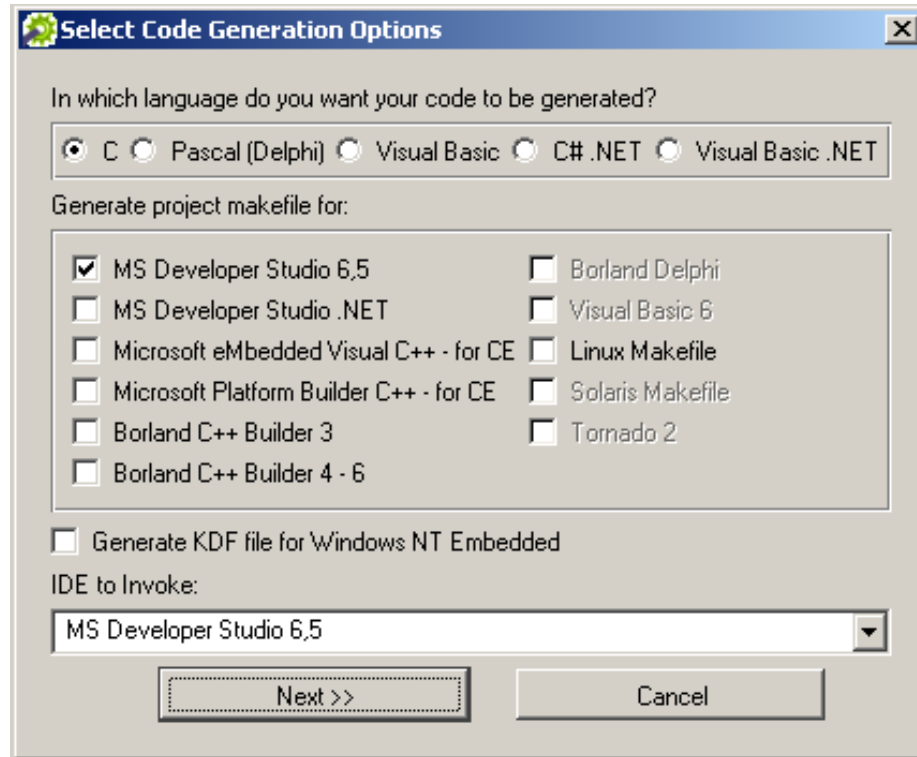 Select Code Generation Options
In which language do you want your code to be generated?
C Pascal (Delphi) Visual Basic C# .NET Visual Basic .NET
Generate project makefile for:
MS Developer Studio 6,5 Borland Delphi
MS Developer Studio .NET Visual Basic 6
Microsoft eMbedded Visual C++ - for CE Linux Makefile
Microsoft Platform Builder C++ - for CE Solaris Makefile
Borland C++ Builder 3 Tornado 2
Borland C++ Builder 4 - 6
Generate KDF file for Windows NT Embedded
IDE to Invoke:
MS Developer Studio 6,5
Next >> Cancel